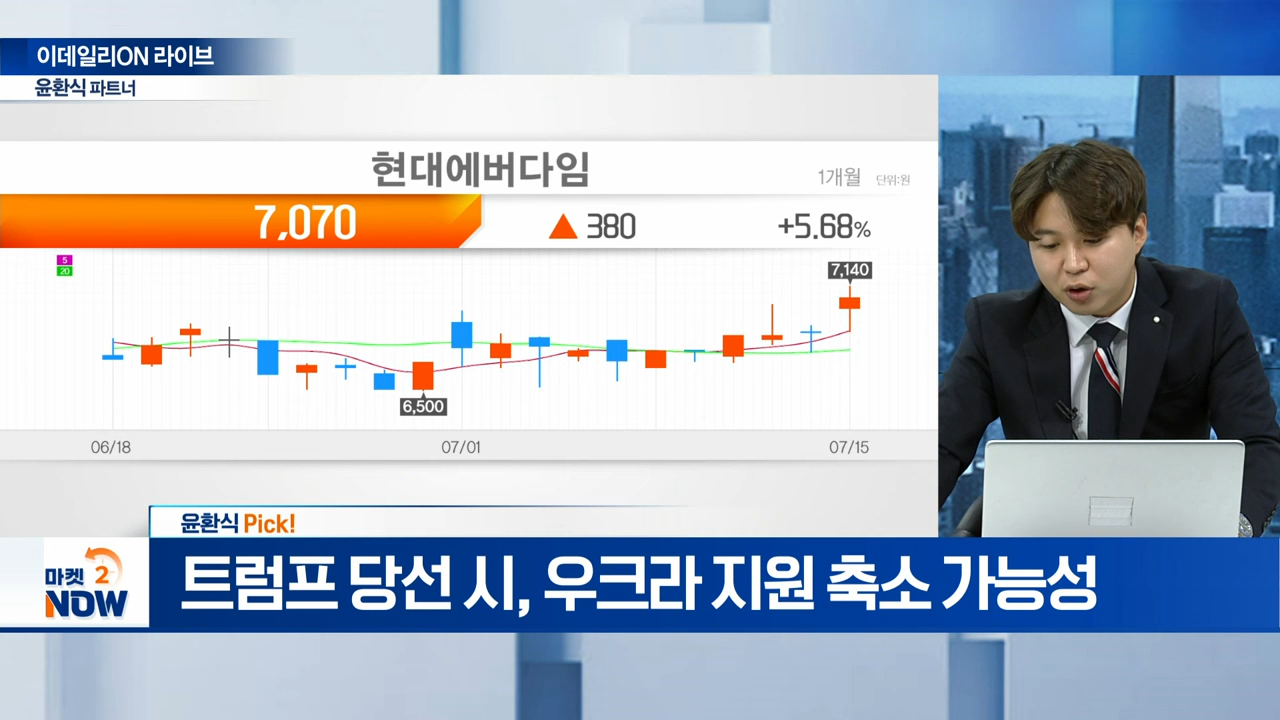 이데일리ON 라이브
윤환식 파트너
현대에버다임
1개월 단위:원
7,070 ▲ 380 +5.68%
5
20
7,140
6,500
06/18 07/01 07/15
윤환식 Pick!
마켓 2
NOW
트럼프 당선 시, 우크라 지원 축소 가능성